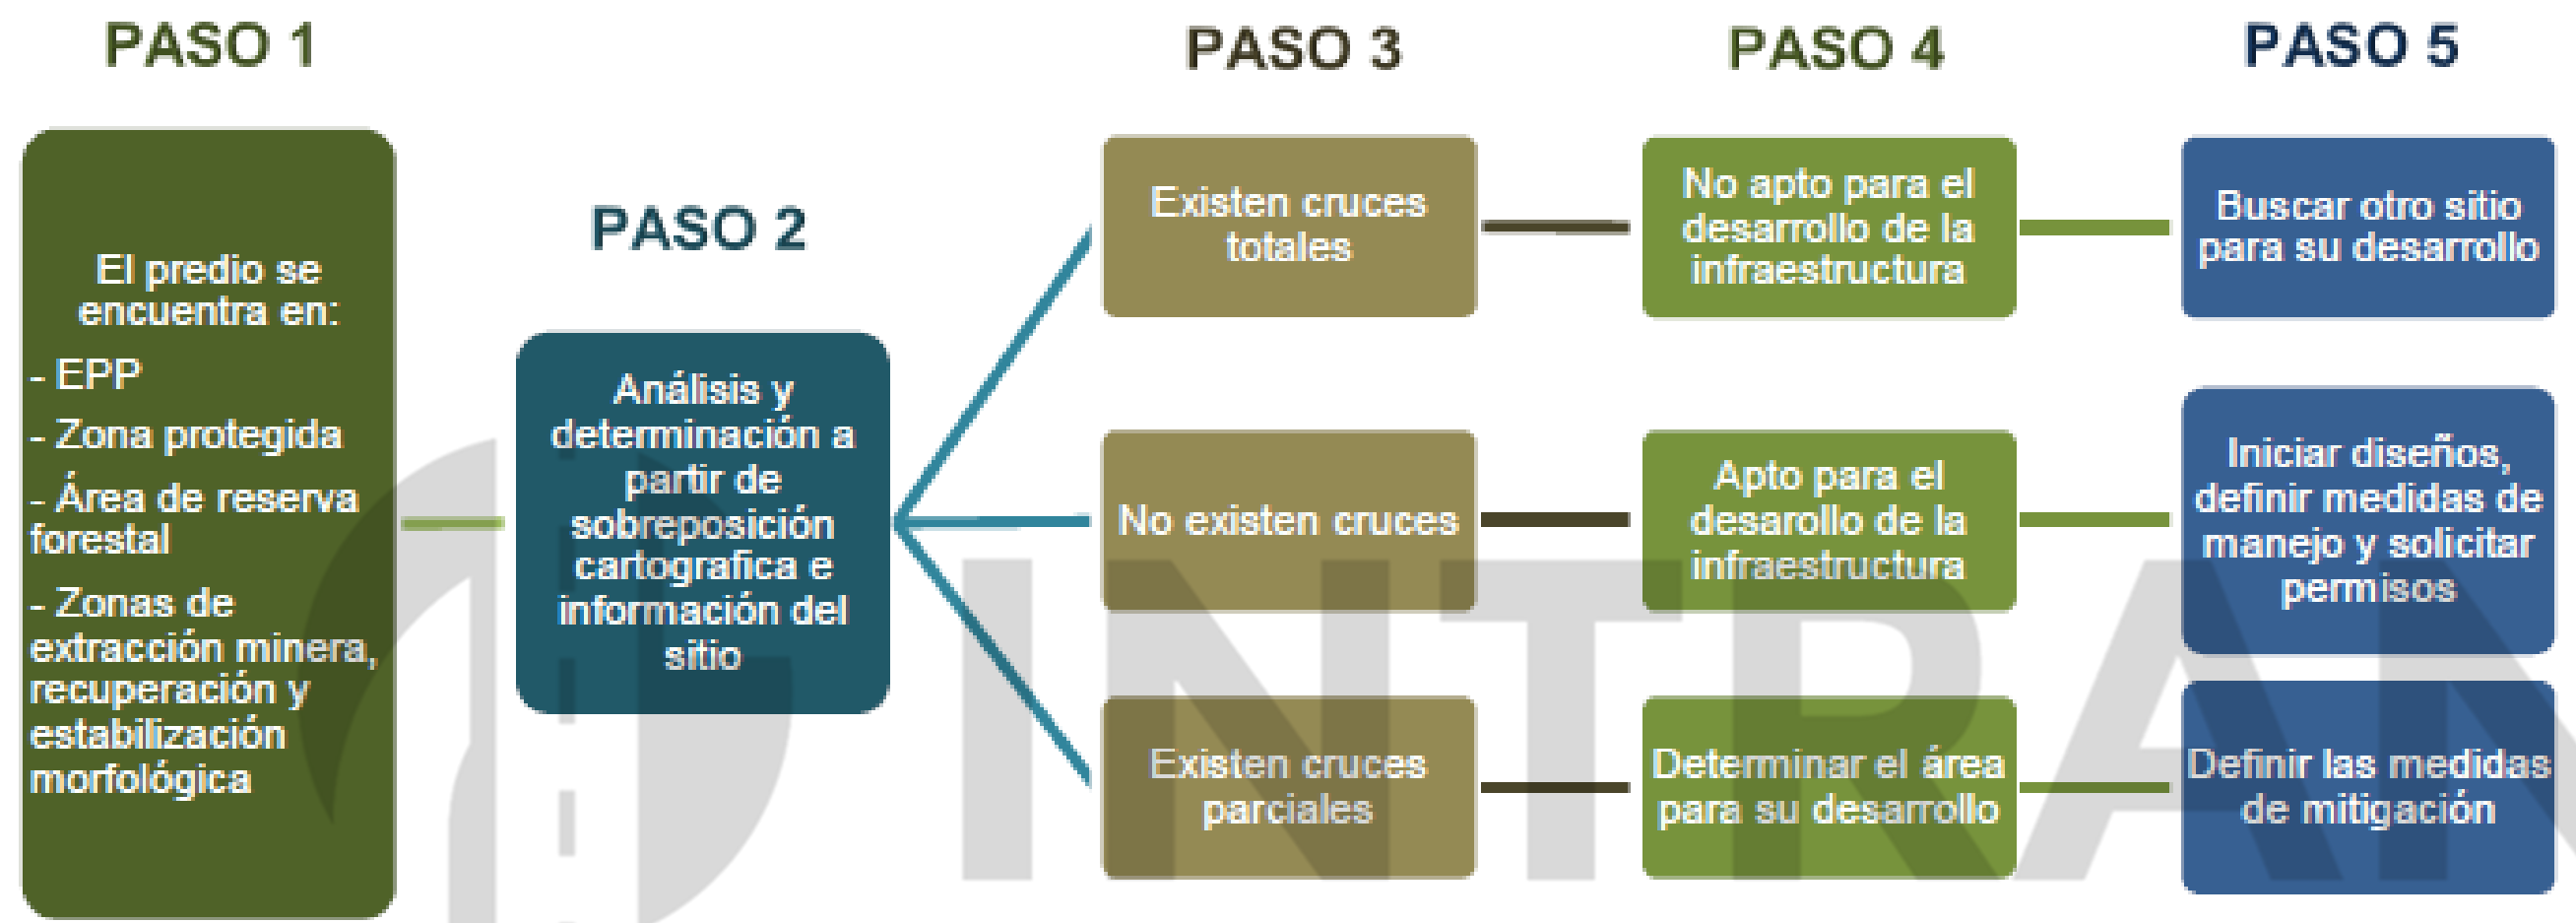 PASO 1
El predio se
encuentra en:
- EPP
- Zona protegida
- Área de reserva
forestal
- Zonas de
extracción minera,
recuperación y
estabilización
morfológica
PASO 2
Análisis y
determinación a
partir de
sobreposición
cartografica e
información del
sitio
PASO 3
Existen cruces
totales
No existen cruces
Existen cruces
parciales
PASO 4
No apto para el
desarrollo de la
infraestructura
Apto para el
desarollo de la
infraestructura
Determinar el área
para su desarrollo
PASO 5
Buscar otro sitio
para su desarrollo
Iniciar diseños,
definir medidas de
manejo y solicitar
permisos
Definir las medidas
de mitigación
INTRAN